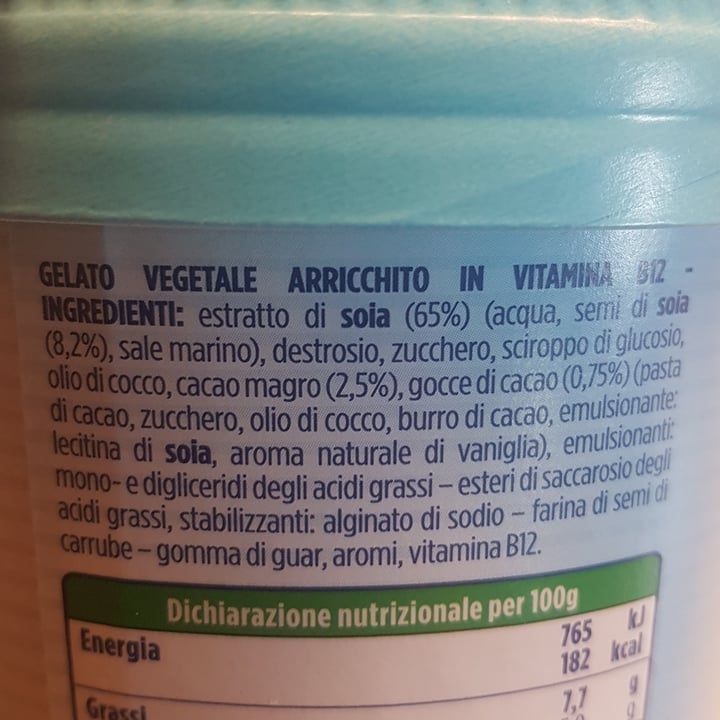 GELATO VEGETALE ARRICCHITO IN VITAMINA B12 -
INGREDIENTI: estratto di soia (65%) (acqua, semi di soia
(8,2%), sale marino), destrosio, zucchero, sciroppo di glucosio,
olio di cocco, cacao magro (2,5%), gocce di cacao (0,75%) (pasta
di cacao, zucchero, olio di cocco, burro di cacao, emulsionante:
lecitina di soia, aroma naturale di vaniglia), emulsionanti:
mono- e digliceridi degli acidi grassi – esteri di saccarosio degli
acidi grassi, stabilizzanti: alginato di sodio – farina di semi di
carrube – gomma di guar, aromi, vitamina B12.
Dichiarazione nutrizionale per 100g
Energia 765 kJ
182 kcal
Grassi 7,7 g